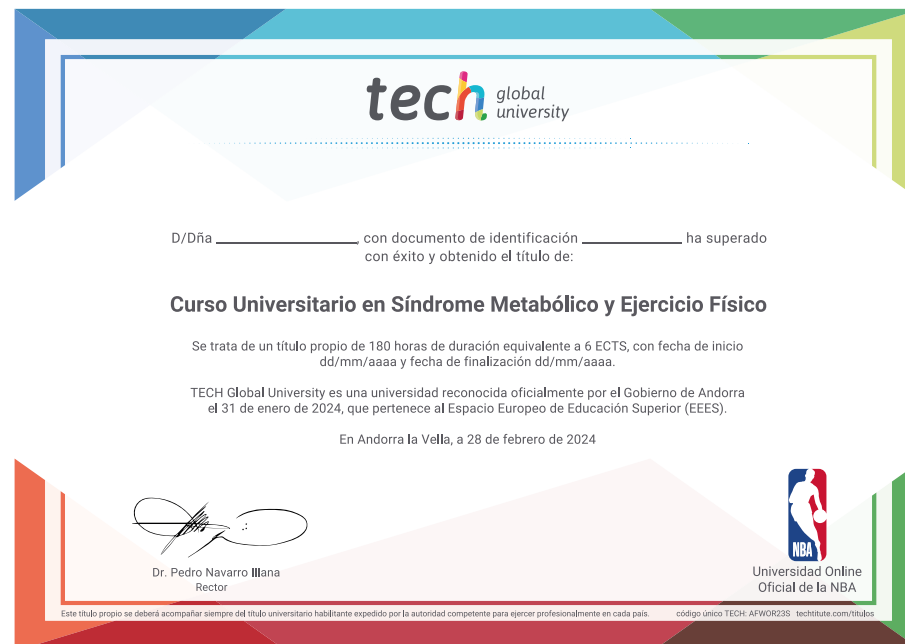 tech global university
D/Dña ____________________, con documento de identificación ______________ ha superado
con éxito y obtenido el título de:
Curso Universitario en Síndrome Metabólico y Ejercicio Físico
Se trata de un título propio de 180 horas de duración equivalente a 6 ECTS, con fecha de inicio
dd/mm/aaaa y fecha de finalización dd/mm/aaaa.
TECH Global University es una universidad reconocida oficialmente por el Gobierno de Andorra
el 31 de enero de 2024, que pertenece al Espacio Europeo de Educación Superior (EEES).
En Andorra la Vella, a 28 de febrero de 2024
Dr. Pedro Navarro Illana
Rector
NBA
Universidad Online
Oficial de la NBA
Este título propio se deberá acompañar siempre del título universitario habilitante expedido por la autoridad competente para ejercer profesionalmente en cada país.
código único TECH: AFWOR23S techtitute.com/titulos